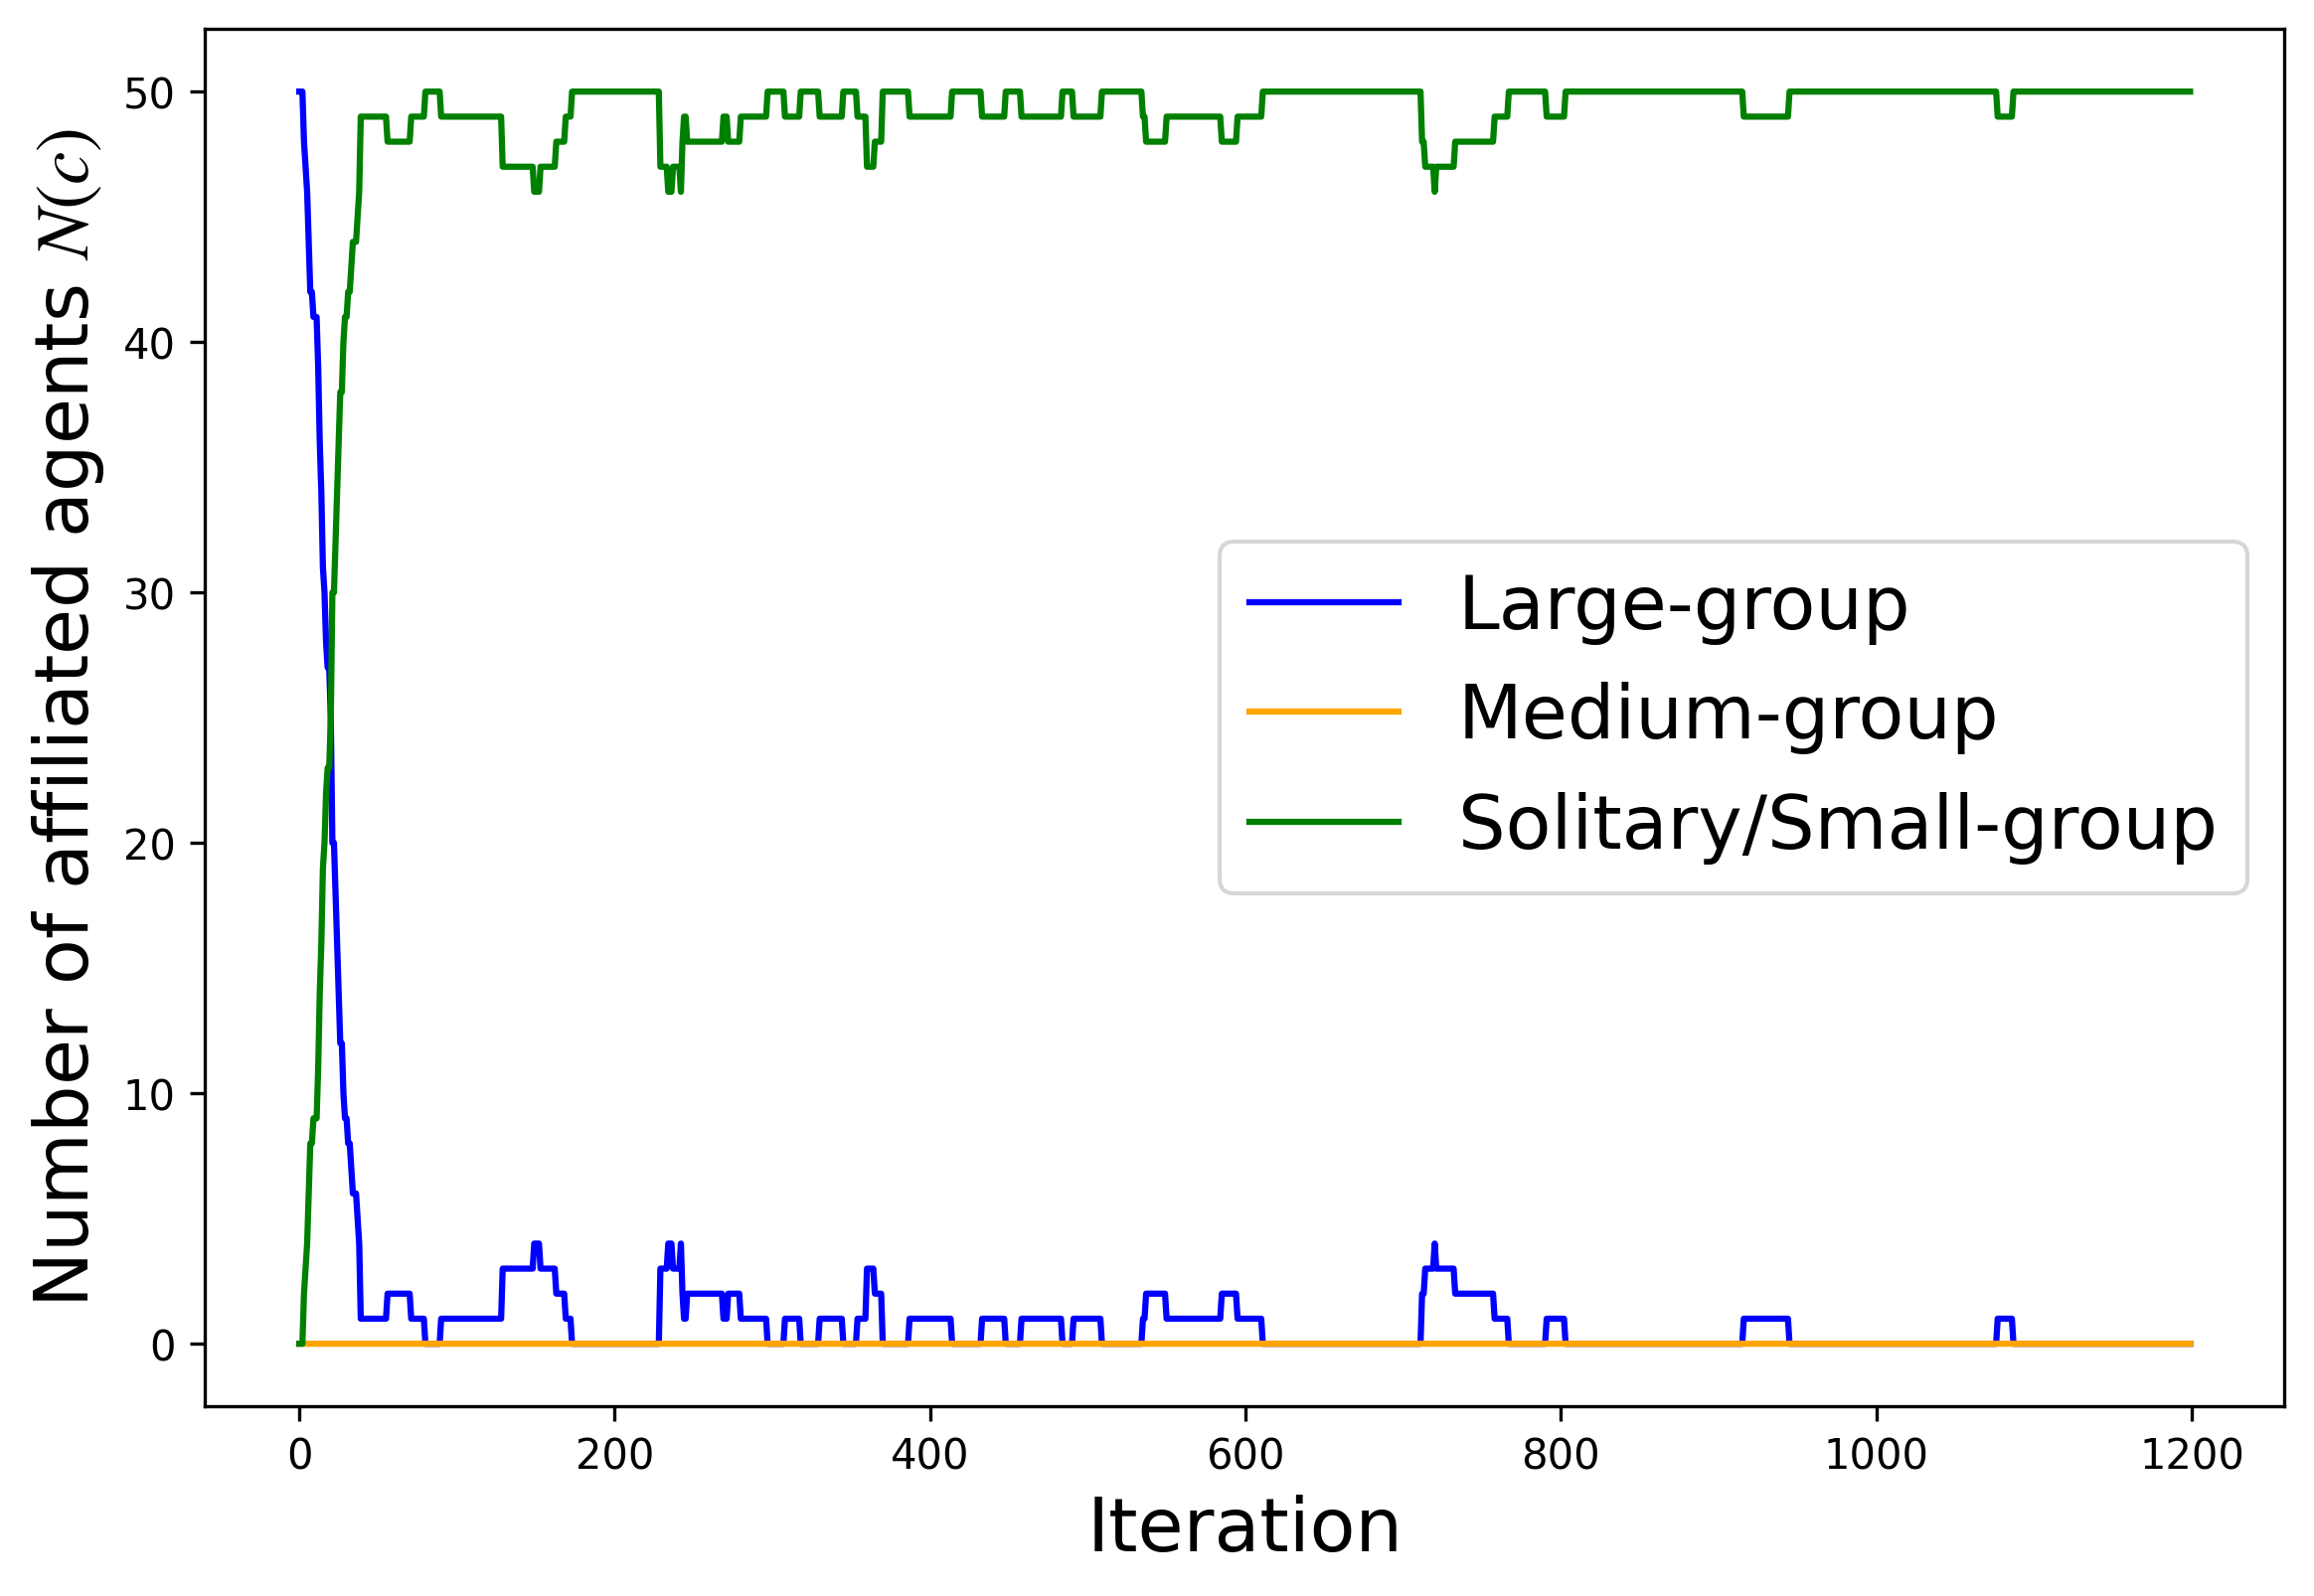 Number of affiliated agents N(c)
50
40
30
20
10
0
Large-group
Medium-group
Solitary/Small-group
0 200 400 600 800 1000 1200
Iteration